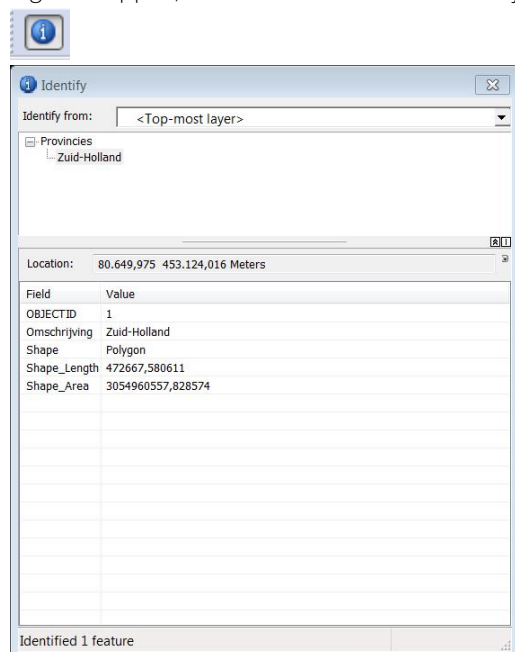 Identify
Identify from: <Top-most layer>
Provincies
Zuid-Holland
Location: 80.649,975 453.124,016 Meters
Field Value
OBJECTID 1
Omschrijving Zuid-Holland
Shape Polygon
Shape_Length 472667,580611
Shape_Area 3054960557,828574
Identified 1 feature